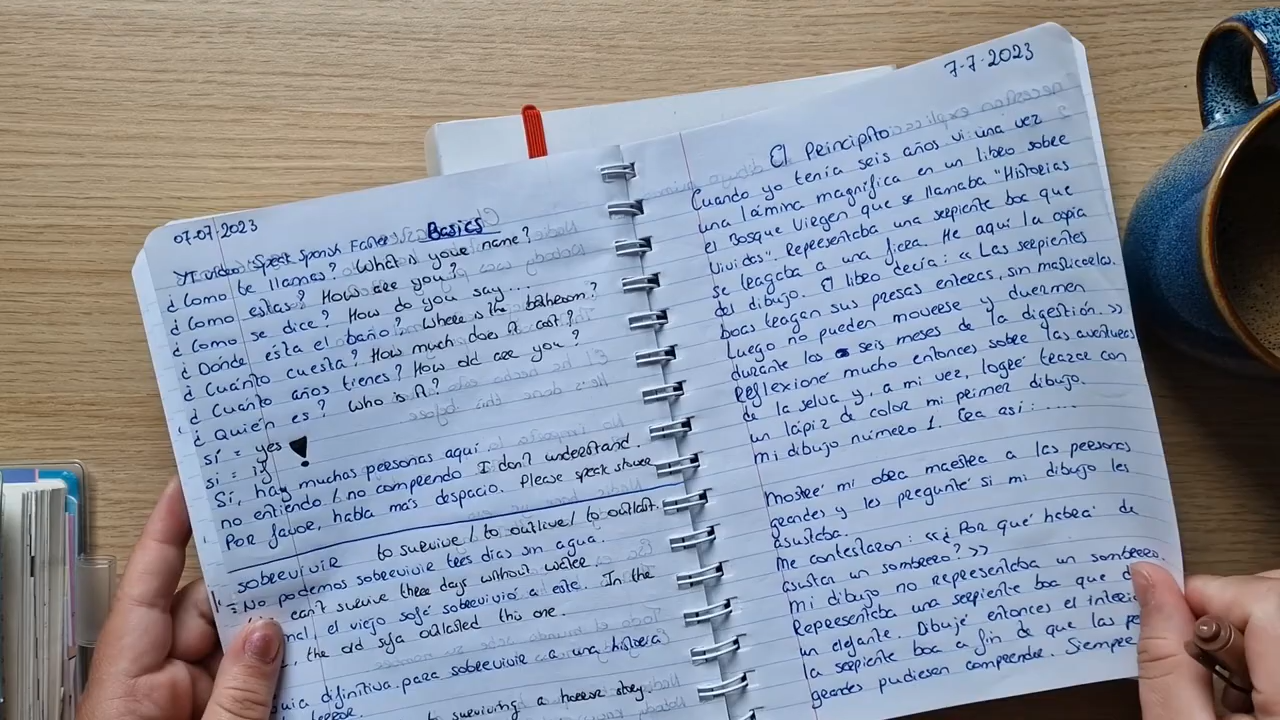 07-07-2023
Basics
YT video: Speak Spanish Faster
¿Como te llamas? What is your name?
¿Como estas? How are you?
¿Como se dice? How do you say...
¿Dónde ésta el baño? Where is the bathroom?
¿Cuánto cuesta? How much does it cost?
¿Cuánto años tienes? How old are you?
¿Quién es? Who is it?
sí = yes
si = if
Sí, hay muchas personas aquí.
no entiendo / no comprendo I don't understand.
Por favor, habla más despacio. Please speak slower
sobrevivir to survive / to outlive / to outlast.
= No podemos sobrevivir tres dias sin agua.
can't survive three days without water.
el viejo sofá sobrevivió a este. In the
, the old sofa outlasted this one.
difinitiva para sobrevivir a una historia
terror.
surviving a horror story
7-7-2023
El Principito
Cuando yo tenía seis años vi una vez
una lámina magnífica en un libro sobre
el Bosque Virgen que se llamaba "Historias
Vividas". Representaba una serpiente boa que
se tragaba a una fiera. He aquí la copia
del dibujo. El libro decía: «Las serpientes
boas tragan sus presas enteras, sin masticarlas.
Luego no pueden moverse y duermen
durante los seis meses de la digestión.»
Reflexioné mucho entonces sobre las aventuras
de la selva y, a mi vez, logré trazar con
un lápiz de color mi primer dibujo.
mi dibujo número 1. Era así: ....
Mostré mi obra maestra a las personas
grandes y les pregunté si mi dibujo les
asustaba.
me contestaron: «¿Por qué habrá de
asustar un sombrero?»
mi dibujo no representaba un sombrero.
Representaba una serpiente boa que
un elefante. Dibujé entonces el
la serpiente boa a fin de que las
grandes pudiesen comprender. Siempre